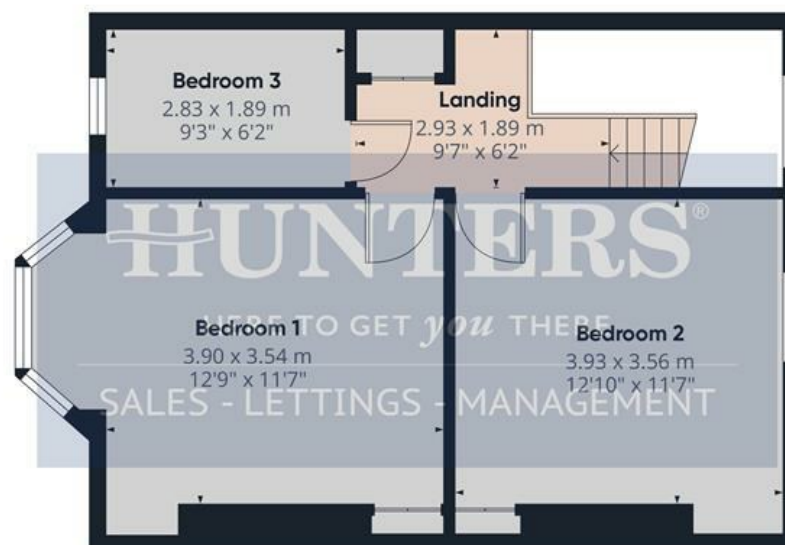 Bedroom 3
2.83 x 1.89 m
9'3" x 6'2"
Landing
2.93 x 1.89 m
9'7" x 6'2"
HUNTERS®
HERE TO GET you THERE
Bedroom 1
3.90 x 3.54 m
12'9" x 11'7"
Bedroom 2
3.93 x 3.56 m
12'10" x 11'7"
SALES - LETTINGS - MANAGEMENT